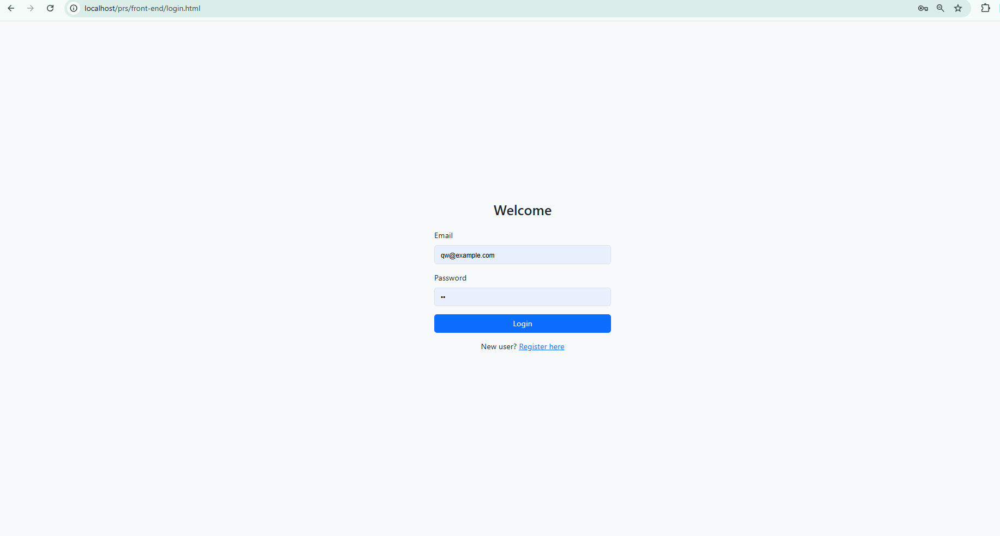 localhost/prs/front-end/login.html
Welcome
Email
qw@example.com
Password
••
Login
New user? Register here